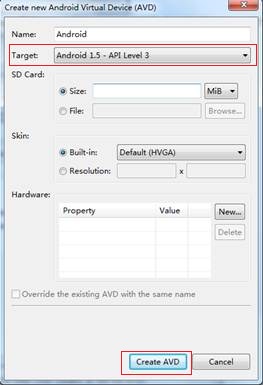 Create new Android Virtual Device (AVD)
Name: Android
Target: Android 1.5 - API Level 3
SD Card:
Size: MiB
File: Browse...
Skin:
Built-in: Default (HVGA)
Resolution: x
Hardware:
Property Value New...
Delete
Override the existing AVD with the same name
Create AVD Cancel